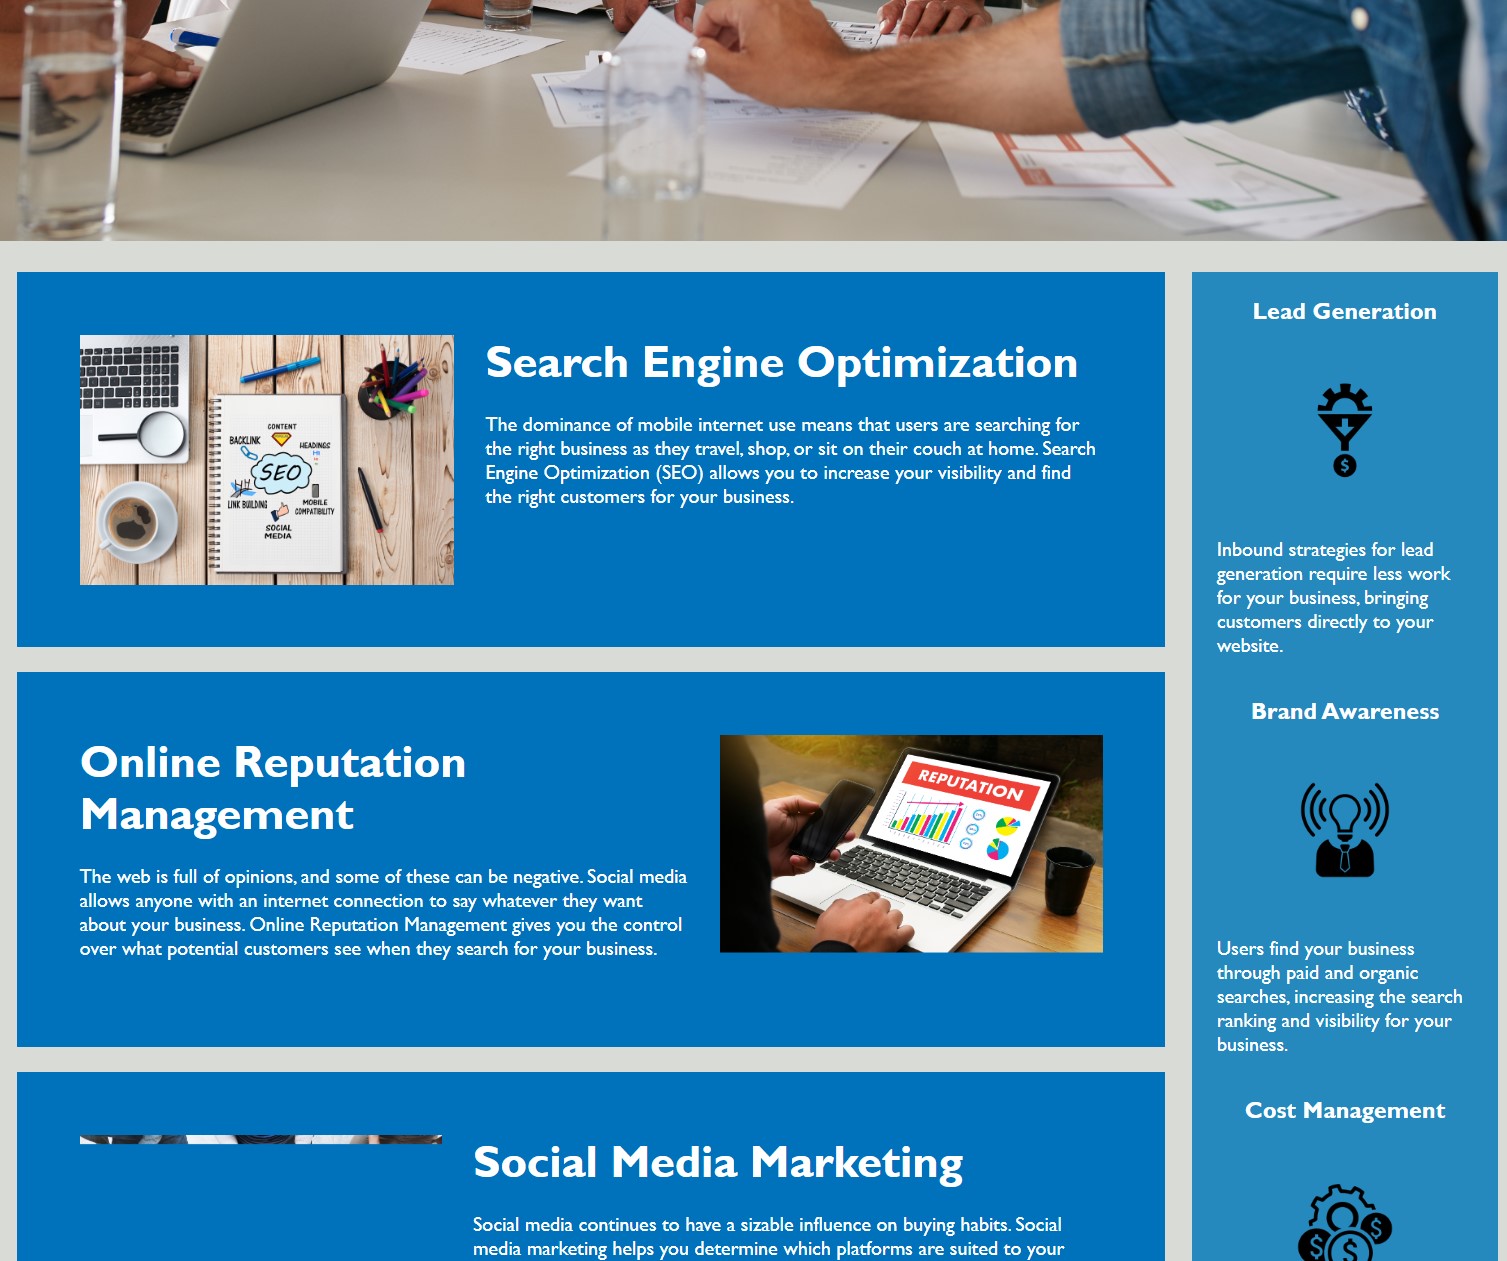 Search Engine Optimization
The dominance of mobile internet use means that users are searching for
the right business as they travel, shop, or sit on their couch at home. Search
Engine Optimization (SEO) allows you to increase your visibility and find
the right customers for your business.
CONTENT
BACKLINK
HEADINGS
H1
SEO
LINK BUILDING
MOBILE
COMPATIBILITY
SOCIAL
MEDIA
Online Reputation
Management
The web is full of opinions, and some of these can be negative. Social media
allows anyone with an internet connection to say whatever they want
about your business. Online Reputation Management gives you the control
over what potential customers see when they search for your business.
REPUTATION
Social Media Marketing
Social media continues to have a sizable influence on buying habits. Social
media marketing helps you determine which platforms are suited to your
Lead Generation
$
Inbound strategies for lead
generation require less work
for your business, bringing
customers directly to your
website.
Brand Awareness
Users find your business
through paid and organic
searches, increasing the search
ranking and visibility for your
business.
Cost Management
$
$ $